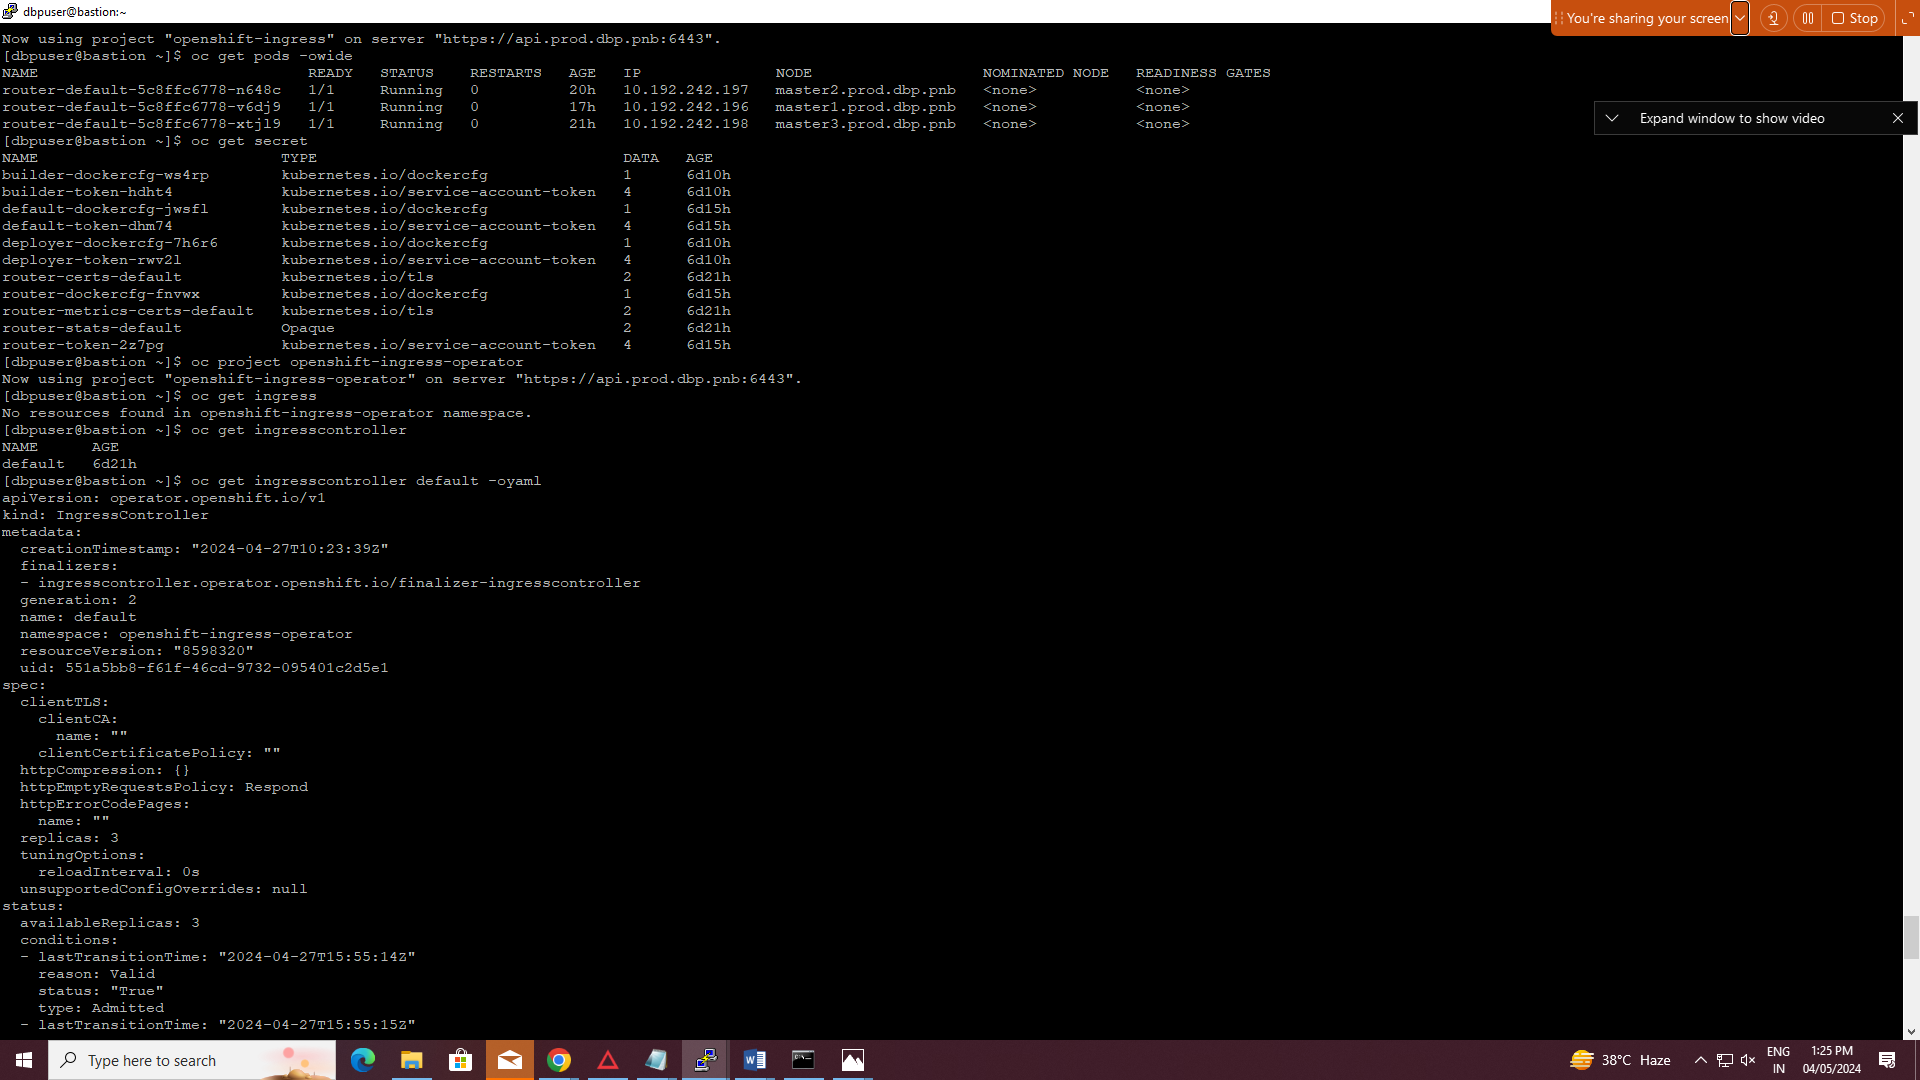 dbpuser@bastion:~
You're sharing your screen
Stop
Expand window to show video
Now using project "openshift-ingress" on server "https://api.prod.dbp.pnb:6443".
[dbpuser@bastion ~]$ oc get pods -owide
NAME READY STATUS RESTARTS AGE IP NODE NOMINATED NODE READINESS GATES
router-default-5c8ffc6778-n648c 1/1 Running 0 20h 10.192.242.197 master2.prod.dbp.pnb <none> <none>
router-default-5c8ffc6778-v6dj9 1/1 Running 0 17h 10.192.242.196 master1.prod.dbp.pnb <none> <none>
router-default-5c8ffc6778-xtjl9 1/1 Running 0 21h 10.192.242.198 master3.prod.dbp.pnb <none> <none>
[dbpuser@bastion ~]$ oc get secret
NAME TYPE DATA AGE
builder-dockercfg-ws4rp kubernetes.io/dockercfg 1 6d10h
builder-token-hdht4 kubernetes.io/service-account-token 4 6d10h
default-dockercfg-jwsfl kubernetes.io/dockercfg 1 6d15h
default-token-dhm74 kubernetes.io/service-account-token 4 6d15h
deployer-dockercfg-7h6r6 kubernetes.io/dockercfg 1 6d10h
deployer-token-rwv2l kubernetes.io/service-account-token 4 6d10h
router-certs-default kubernetes.io/tls 2 6d21h
router-dockercfg-fnvwx kubernetes.io/dockercfg 1 6d15h
router-metrics-certs-default kubernetes.io/tls 2 6d21h
router-stats-default Opaque 2 6d21h
router-token-2z7pg kubernetes.io/service-account-token 4 6d15h
[dbpuser@bastion ~]$ oc project openshift-ingress-operator
Now using project "openshift-ingress-operator" on server "https://api.prod.dbp.pnb:6443".
[dbpuser@bastion ~]$ oc get ingress
No resources found in openshift-ingress-operator namespace.
[dbpuser@bastion ~]$ oc get ingresscontroller
NAME AGE
default 6d21h
[dbpuser@bastion ~]$ oc get ingresscontroller default -oyaml
apiVersion: operator.openshift.io/v1
kind: IngressController
metadata:
creationTimestamp: "2024-04-27T10:23:39Z"
finalizers:
- ingresscontroller.operator.openshift.io/finalizer-ingresscontroller
generation: 2
name: default
namespace: openshift-ingress-operator
resourceVersion: "8598320"
uid: 551a5bb8-f61f-46cd-9732-095401c2d5e1
spec:
clientTLS:
clientCA:
name: ""
clientCertificatePolicy: ""
httpCompression: {}
httpEmptyRequestsPolicy: Respond
httpErrorCodePages:
name: ""
replicas: 3
tuningOptions:
reloadInterval: 0s
unsupportedConfigOverrides: null
status:
availableReplicas: 3
conditions:
- lastTransitionTime: "2024-04-27T15:55:14Z"
reason: Valid
status: "True"
type: Admitted
- lastTransitionTime: "2024-04-27T15:55:15Z"
Type here to search
38°C Haze
ENG
IN
1:25 PM
04/05/2024